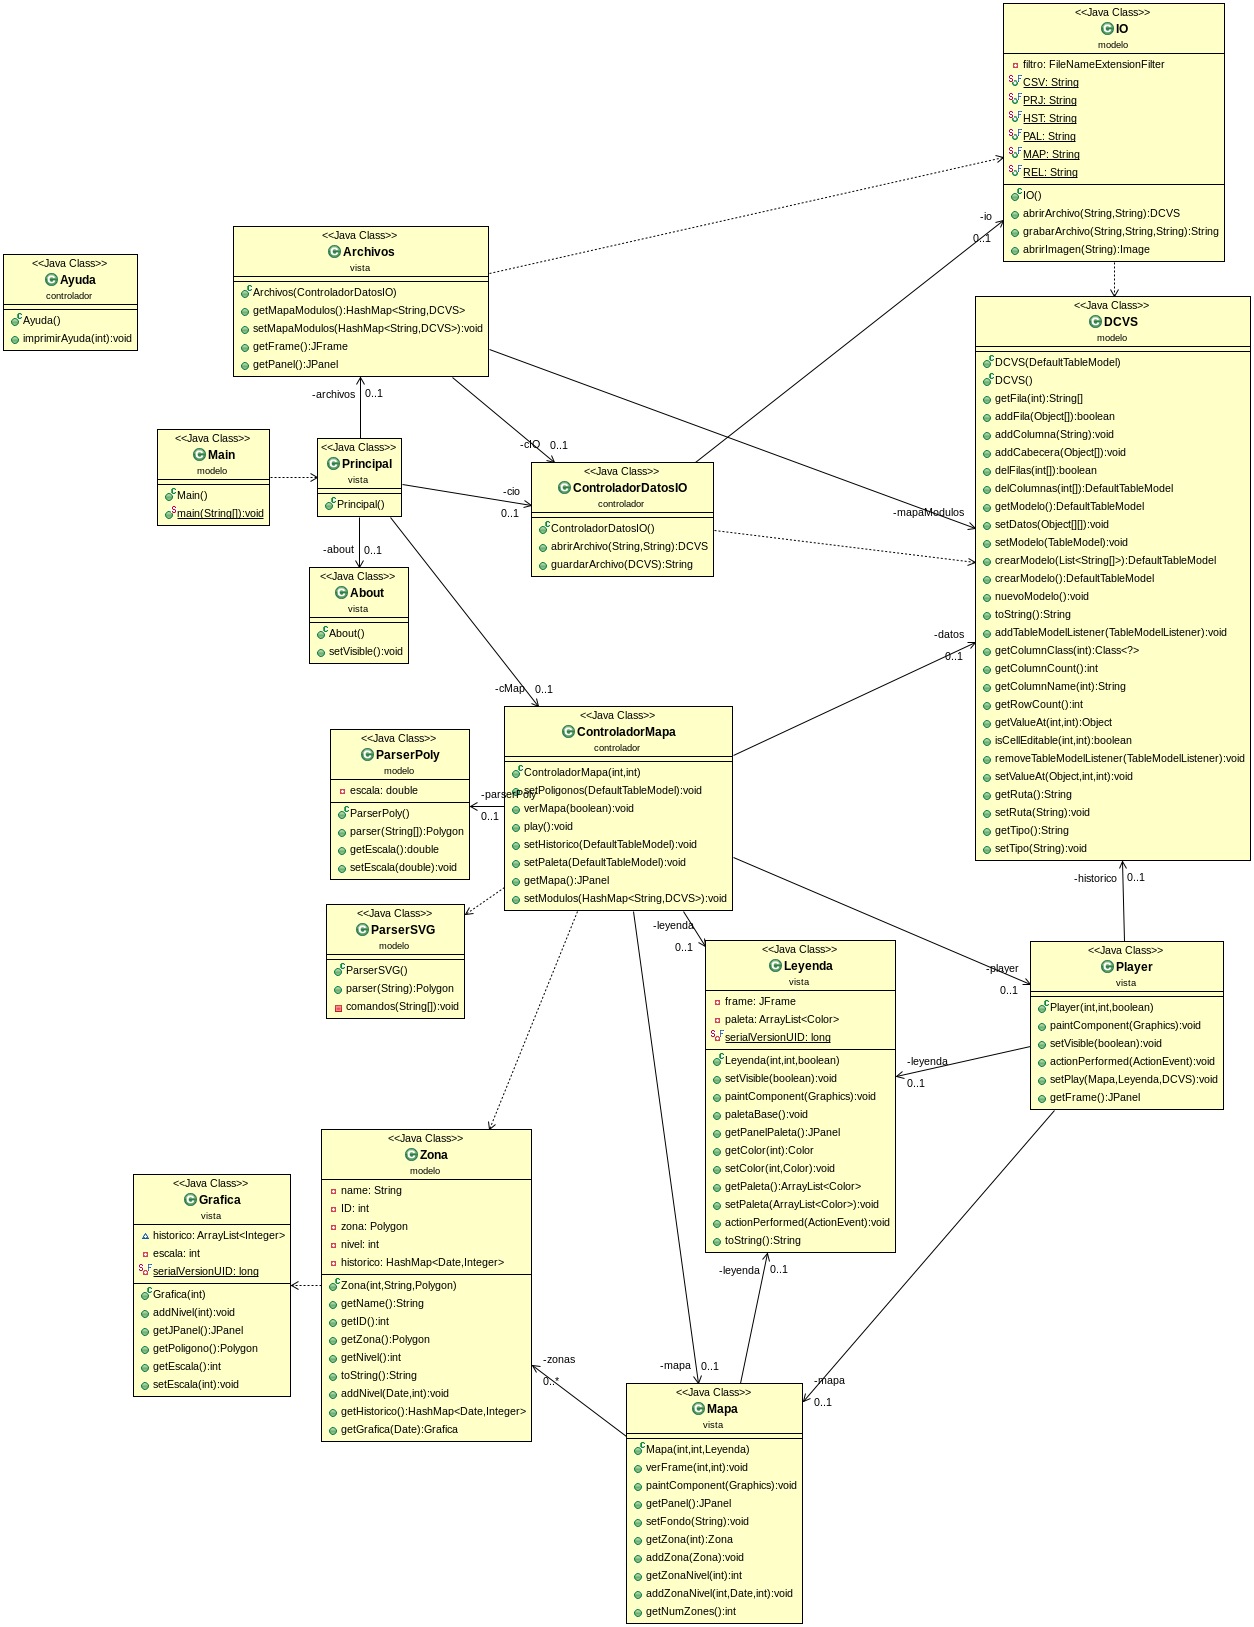 <<Java Class>>
IO
modelo
filtro: FileNameExtensionFilter
CSV: String
PRJ: String
HST: String
PAL: String
MAP: String
REL: String
IO()
abrirArchivo(String,String):DCVS
grabarArchivo(String,String,String):String
abrirImagen(String):Image
-io
0..1
<<Java Class>>
Archivos
vista
Archivos(ControladorDatosIO)
getMapaModulos():HashMap<String,DCVS>
setMapaModulos(HashMap<String,DCVS>):void
getFrame():JFrame
getPanel():JPanel
<<Java Class>>
Ayuda
controlador
Ayuda()
imprimirAyuda(int):void
<<Java Class>>
DCVS
modelo
DCVS(DefaultTableModel)
DCVS()
getFila(int):String[]
addFila(Object[]):boolean
addColumna(String):void
addCabecera(Object[]):void
delFilas(int[]):boolean
delColumnas(int[]):DefaultTableModel
getModelo():DefaultTableModel
setDatos(Object[][]):void
setModelo(TableModel):void
crearModelo(List<String[]>):DefaultTableModel
crearModelo():DefaultTableModel
nuevoModelo():void
toString():String
addTableModelListener(TableModelListener):void
getColumnClass(int):Class<?>
getColumnCount():int
getColumnName(int):String
getRowCount():int
getValueAt(int,int):Object
isCellEditable(int,int):boolean
removeTableModelListener(TableModelListener):void
setValueAt(Object,int,int):void
getRuta():String
setRuta(String):void
getTipo():String
setTipo(String):void
-archivos
0..1
-cIO
0..1
<<Java Class>>
Main
modelo
Main()
main(String[]):void
<<Java Class>>
Principal
vista
Principal()
-cio
0..1
<<Java Class>>
ControladorDatosIO
controlador
ControladorDatosIO()
abrirArchivo(String,String):DCVS
guardarArchivo(DCVS):String
-mapaModulos
-about
0..1
<<Java Class>>
About
vista
About()
setVisible():void
-datos
0..1
-cMap
0..1
<<Java Class>>
ControladorMapa
controlador
ControladorMapa(int,int)
setPoligonos(DefaultTableModel):void
verMapa(boolean):void
play():void
setHistorico(DefaultTableModel):void
setPaleta(DefaultTableModel):void
getMapa():JPanel
setModulos(HashMap<String,DCVS>):void
<<Java Class>>
ParserPoly
modelo
escala: double
ParserPoly()
parser(String[]):Polygon
getEscala():double
setEscala(double):void
-parserPoly
0..1
<<Java Class>>
ParserSVG
modelo
ParserSVG()
parser(String):Polygon
comandos(String[]):void
-leyenda
0..1
-historico
0..1
<<Java Class>>
Leyenda
vista
frame: JFrame
paleta: ArrayList<Color>
serialVersionUID: long
Leyenda(int,int,boolean)
setVisible(boolean):void
paintComponent(Graphics):void
paletaBase():void
getPanelPaleta():JPanel
getColor(int):Color
setColor(int,Color):void
getPaleta():ArrayList<Color>
setPaleta(ArrayList<Color>):void
actionPerformed(ActionEvent):void
toString():String
-player
0..1
<<Java Class>>
Player
vista
Player(int,int,boolean)
paintComponent(Graphics):void
setVisible(boolean):void
actionPerformed(ActionEvent):void
setPlay(Mapa,Leyenda,DCVS):void
getFrame():JPanel
-leyenda
0..1
<<Java Class>>
Zona
modelo
name: String
ID: int
zona: Polygon
nivel: int
historico: HashMap<Date,Integer>
Zona(int,String,Polygon)
getName():String
getID():int
getZona():Polygon
getNivel():int
toString():String
addNivel(Date,int):void
getHistorico():HashMap<Date,Integer>
getGrafica(Date):Grafica
<<Java Class>>
Grafica
vista
historico: ArrayList<Integer>
escala: int
serialVersionUID: long
Grafica(int)
addNivel(int):void
getJPanel():JPanel
getPoligono():Polygon
getEscala():int
setEscala(int):void
-leyenda
0..1
-zonas
0..*
-mapa
0..1
-mapa
0..1
<<Java Class>>
Mapa
vista
Mapa(int,int,Leyenda)
verFrame(int,int):void
paintComponent(Graphics):void
getPanel():JPanel
setFondo(String):void
getZona(int):Zona
addZona(Zona):void
getZonaNivel(int):int
addZonaNivel(int,Date,int):void
getNumZones():int